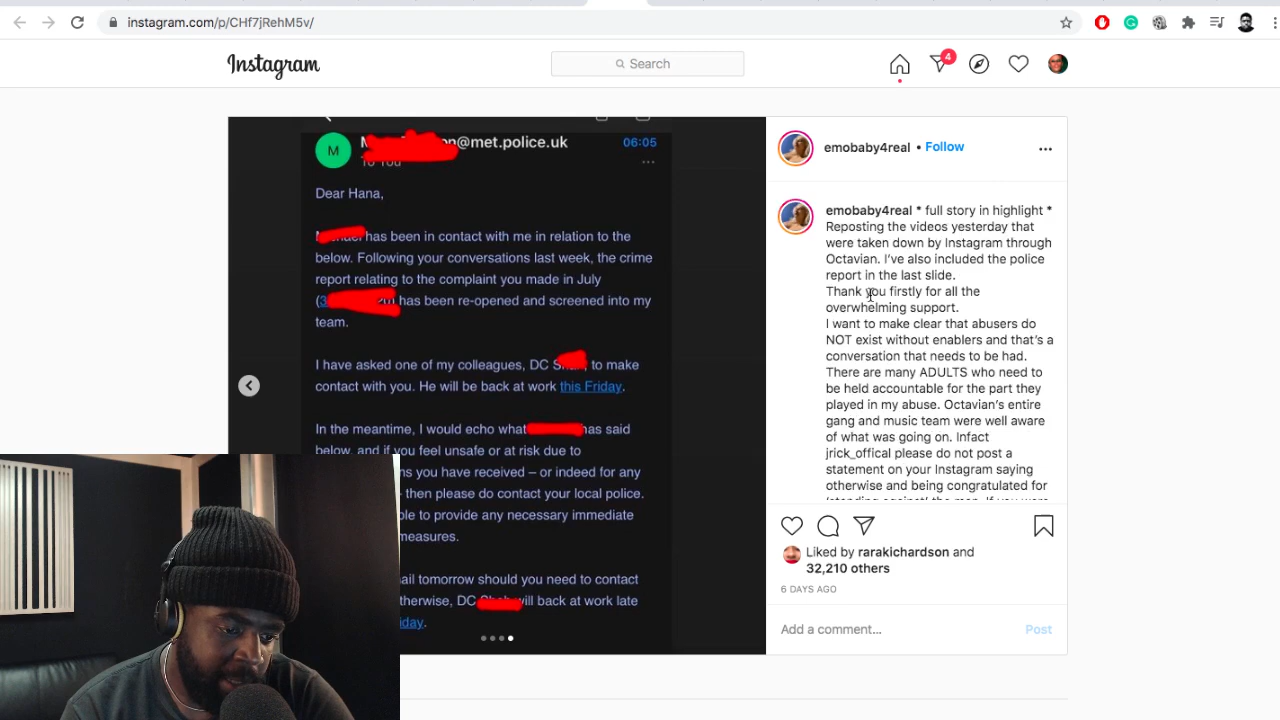 instagram.com/p/CHf7jRehM5v/
Instagram
Search
4
M
on@met.police.uk
06:05
To You
Dear Hana,
has been in contact with me in relation to the
below. Following your conversations last week, the crime
report relating to the complaint you made in July
(3 has been re-opened and screened into my
team.
I have asked one of my colleagues, DC to make
contact with you. He will be back at work this Friday.
In the meantime, I would echo what has said
below, and if you feel unsafe or at risk due to
ns you have received – or indeed for any
– then please do contact your local police.
ble to provide any necessary immediate
measures.
ail tomorrow should you need to contact
therwise, DC will back at work late
iday.
emobaby4real • Follow
emobaby4real * full story in highlight *
Reposting the videos yesterday that
were taken down by Instagram through
Octavian. I've also included the police
report in the last slide.
Thank you firstly for all the
overwhelming support.
I want to make clear that abusers do
NOT exist without enablers and that's a
conversation that needs to be had.
There are many ADULTS who need to
be held accountable for the part they
played in my abuse. Octavian's entire
gang and music team were well aware
of what was going on. Infact
jrick_offical please do not post a
statement on your Instagram saying
otherwise and being congratulated for
'standing against' the man. If you were
Liked by rarakichardson and
32,210 others
6 DAYS AGO
Add a comment...
Post